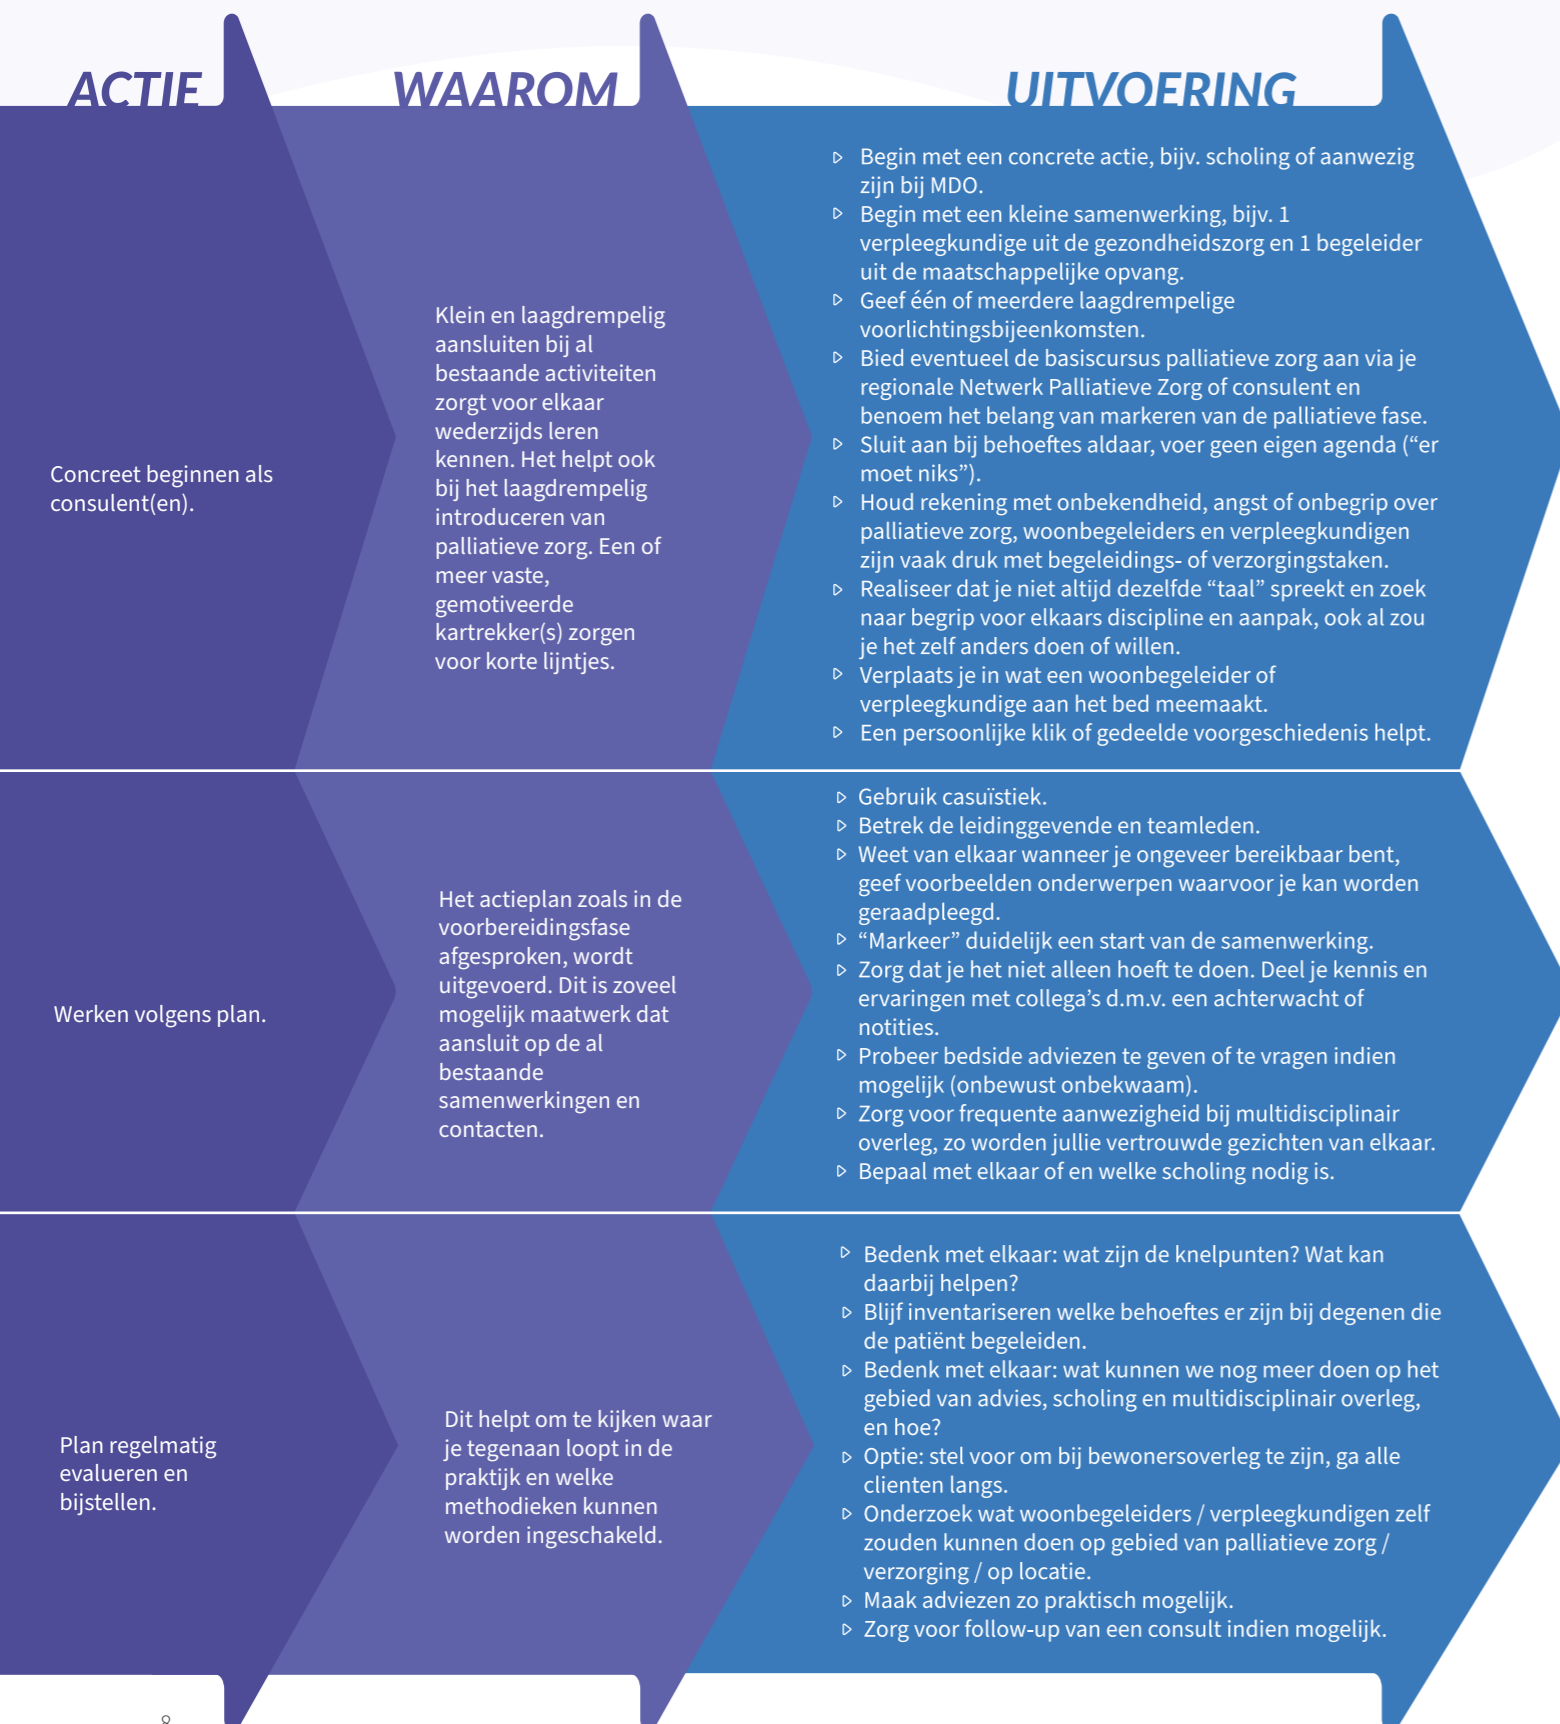 ACTIE
WAAROM
UITVOERING
Concreet beginnen als
consulent(en).
Klein en laagdrempelig
aansluiten bij al
bestaande activiteiten
zorgt voor elkaar
wederzijds leren
kennen. Het helpt ook
bij het laagdrempelig
introduceren van
palliatieve zorg. Een of
meer vaste,
gemotiveerde
kartrekker(s) zorgen
voor korte lijntjes.
Begin met een concrete actie, bijv. scholing of aanwezig
zijn bij MDO.
Begin met een kleine samenwerking, bijv. 1
verpleegkundige uit de gezondheidszorg en 1 begeleider
uit de maatschappelijke opvang.
Geef één of meerdere laagdrempelige
voorlichtingsbijeenkomsten.
Bied eventueel de basiscursus palliatieve zorg aan via je
regionale Netwerk Palliatieve Zorg of consulent en
benoem het belang van markeren van de palliatieve fase.
Sluit aan bij behoeftes aldaar, voer geen eigen agenda (“er
moet niks”).
Houd rekening met onbekendheid, angst of onbegrip over
palliatieve zorg, woonbegeleiders en verpleegkundigen
zijn vaak druk met begeleidings- of verzorgingstaken.
Realiseer dat je niet altijd dezelfde “taal” spreekt en zoek
naar begrip voor elkaars discipline en aanpak, ook al zou
je het zelf anders doen of willen.
Verplaats je in wat een woonbegeleider of
verpleegkundige aan het bed meemaakt.
Een persoonlijke klik of gedeelde voorgeschiedenis helpt.
Werken volgens plan.
Het actieplan zoals in de
voorbereidingsfase
afgesproken, wordt
uitgevoerd. Dit is zoveel
mogelijk maatwerk dat
aansluit op de al
bestaande
samenwerkingen en
contacten.
Gebruik casuïstiek.
Betrek de leidinggevende en teamleden.
Weet van elkaar wanneer je ongeveer bereikbaar bent,
geef voorbeelden onderwerpen waarvoor je kan worden
geraadpleegd.
“Markeer” duidelijk een start van de samenwerking.
Zorg dat je het niet alleen hoeft te doen. Deel je kennis en
ervaringen met collega’s d.m.v. een achterwacht of
notities.
Probeer bedside adviezen te geven of te vragen indien
mogelijk (onbewust onbekwaam).
Zorg voor frequente aanwezigheid bij multidisciplinair
overleg, zo worden jullie vertrouwde gezichten van elkaar.
Bepaal met elkaar of en welke scholing nodig is.
Plan regelmatig
evalueren en
bijstellen.
Dit helpt om te kijken waar
je tegenaan loopt in de
praktijk en welke
methodieken kunnen
worden ingeschakeld.
Bedenk met elkaar: wat zijn de knelpunten? Wat kan
daarbij helpen?
Blijf inventariseren welke behoeftes er zijn bij degenen die
de patiënt begeleiden.
Bedenk met elkaar: wat kunnen we nog meer doen op het
gebied van advies, scholing en multidisciplinair overleg,
en hoe?
Optie: stel voor om bij bewonersoverleg te zijn, ga alle
clienten langs.
Onderzoek wat woonbegeleiders / verpleegkundigen zelf
zouden kunnen doen op gebied van palliatieve zorg /
verzorging / op locatie.
Maak adviezen zo praktisch mogelijk.
Zorg voor follow-up van een consult indien mogelijk.